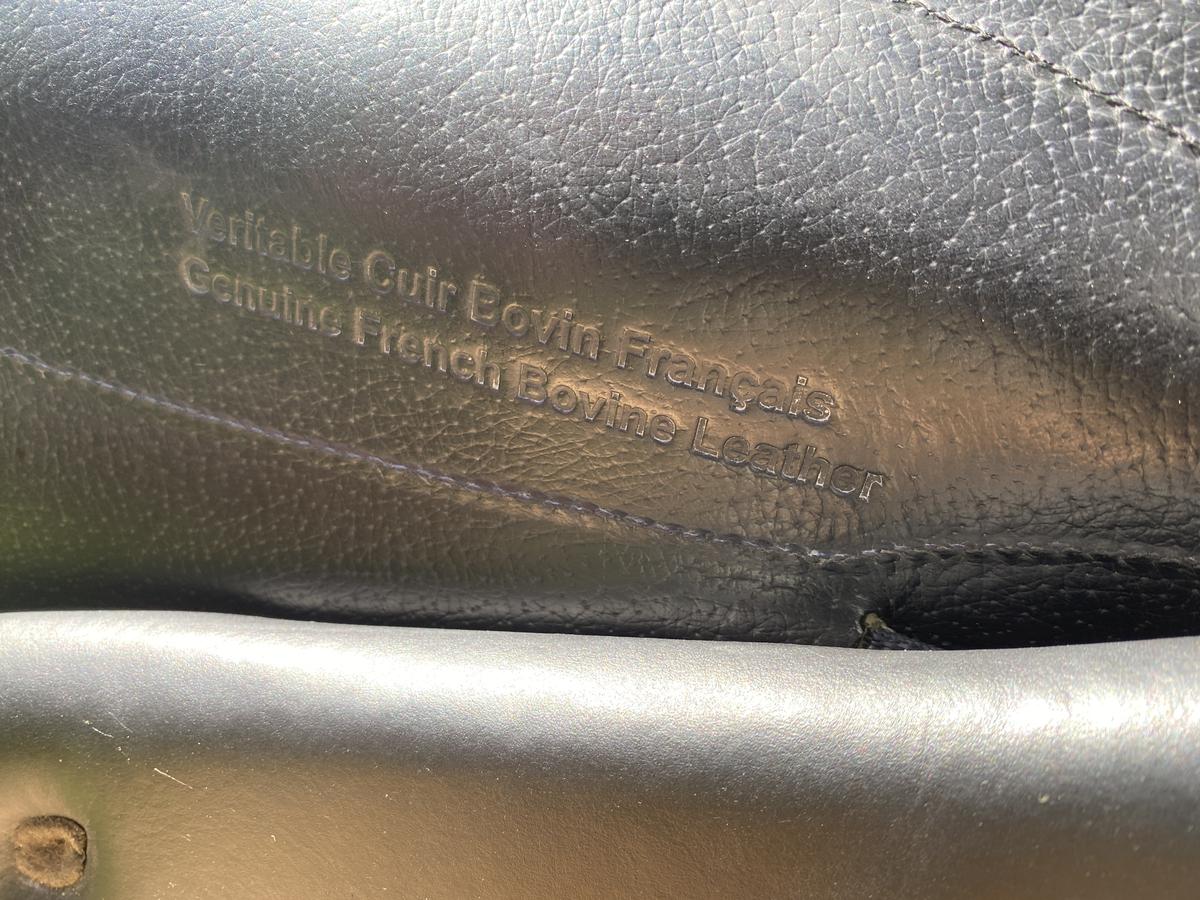 Veritable Cuir Bovin Français
Genuine French Bovine Leather